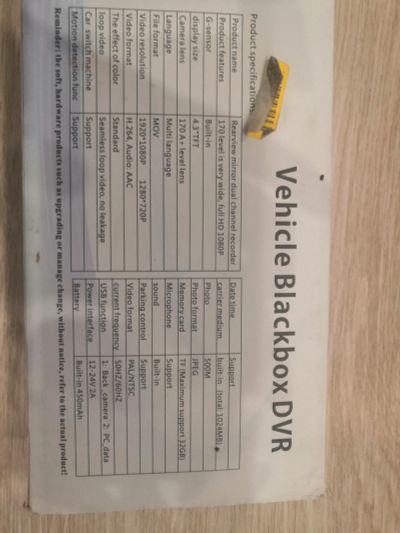 Vehicle Blackbox DVR
Product specifications
Product name Rearview mirror dual channel recorder
Product features 170 level is very wide, full HD 1080P
G-sensor Built-in
display size 4.3"TFT
Camera lens 170 A+ level lens
Language Multi language
File format MOV
Video resolution 1920*1080P 1280*720P
Video format H.264, Audio: AAC
The effect of color Standard
loop video Seamless loop video, no leakage
Car switch machine Support
Motion detection func Support
Date time Support
carrier medium built-in (total 1024MB)
Photo 500M
Photo format JPEG
Memory card TF (Maximum support 32GB)
Microphone Support
sound Built-in
Parking control Support
Video format PAL/NTSC
current frequency 50HZ/60HZ
USB function 1: Back camera 2: PC data
Power interface 12-24V 2A
Battery Built-in 450mAh
Reminder: the soft, hardware products such as upgrading or manage change, without notice, refer to the actual product!